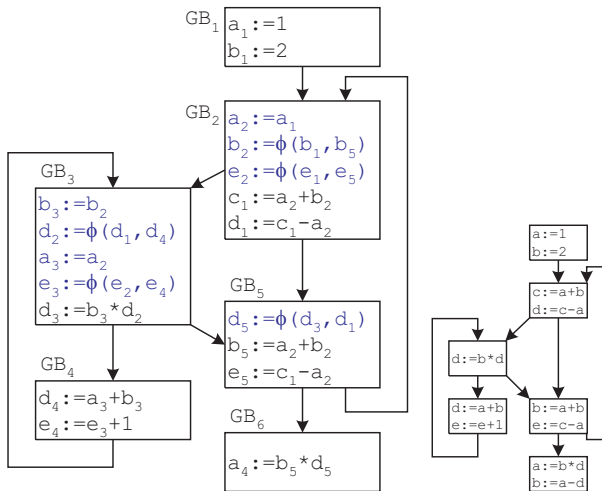 GB₁
a₁:=1
b₁:=2
GB₂
a₂:=a₁
b₂:=ϕ(b₁,b₅)
e₂:=ϕ(e₁,e₅)
c₁:=a₂+b₂
d₁:=c₁-a₂
GB₃
b₃:=b₂
d₂:=ϕ(d₁,d₄)
a₃:=a₂
e₃:=ϕ(e₂,e₄)
d₃:=b₃*d₂
GB₅
d₅:=ϕ(d₃,d₁)
b₅:=a₂+b₂
e₅:=c₁-a₂
GB₄
d₄:=a₃+b₃
e₄:=e₃+1
GB₆
a₄:=b₅*d₅
a:=1
b:=2
c:=a+b
d:=c-a
d:=b*d
d:=a+b
e:=e+1
b:=a+b
e:=c-a
a:=b*d
b:=a-d